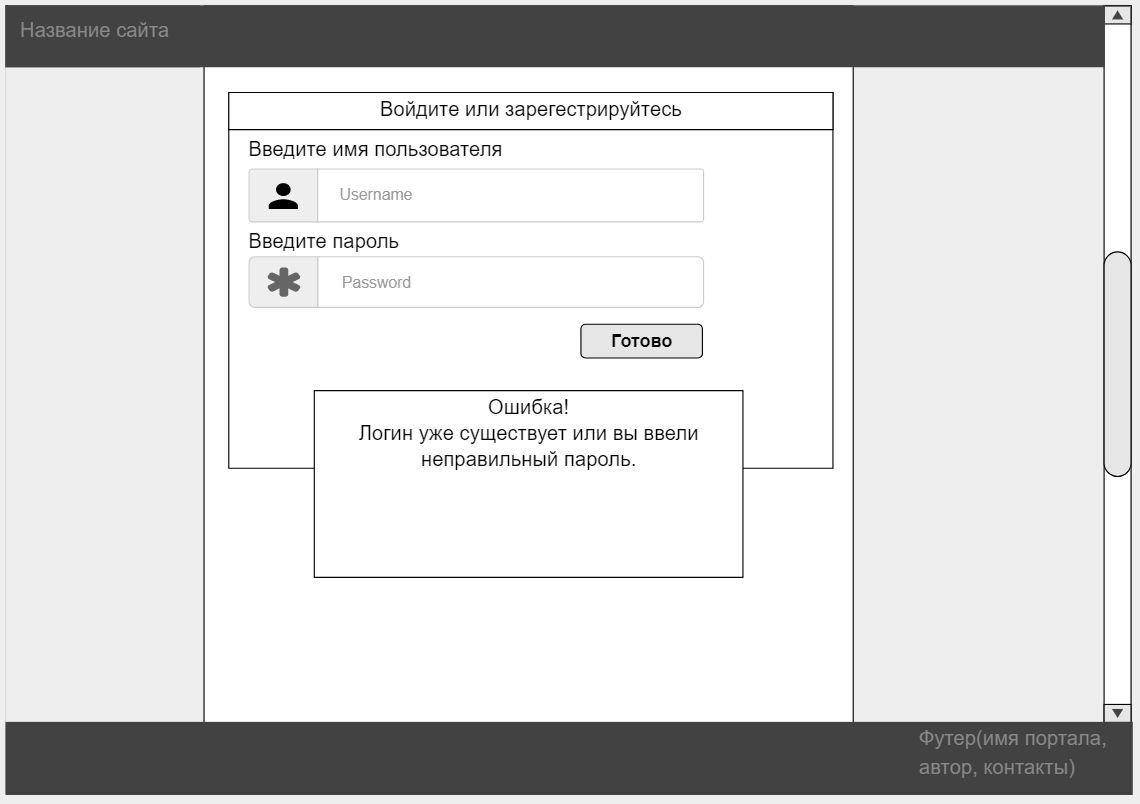 Название сайта
Войдите или зарегестрируйтесь
Введите имя пользователя
Username
Введите пароль
Password
Готово
Ошибка!
Логин уже существует или вы ввели
неправильный пароль.
Футер(имя портала,
автор, контакты)